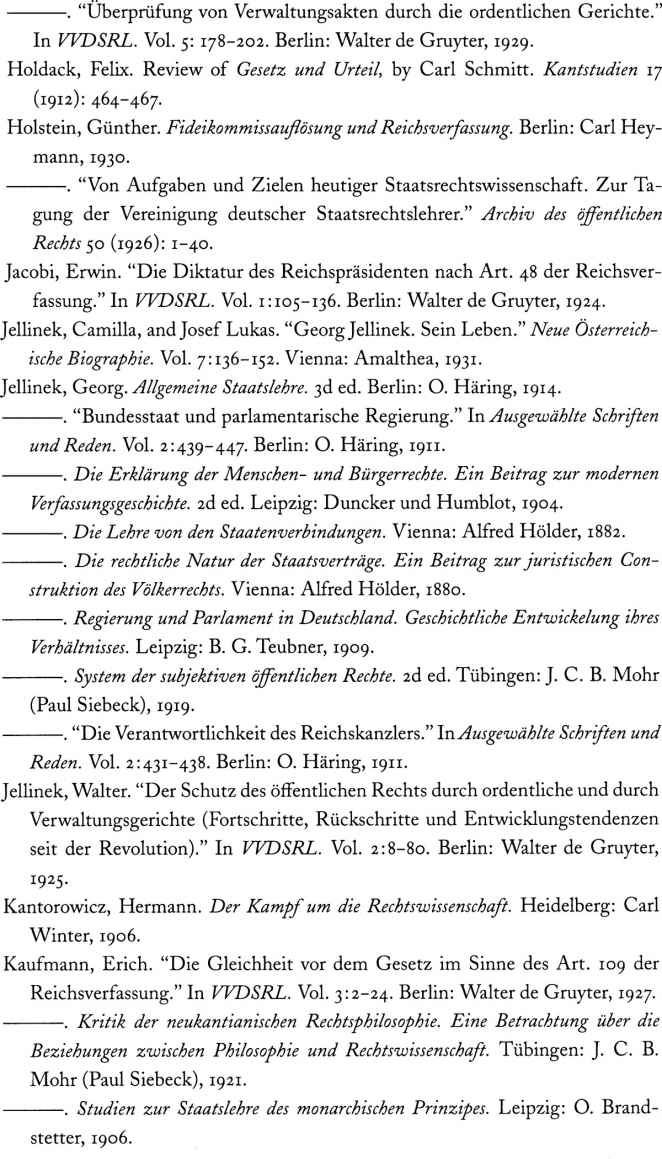 ———. “Überprüfung von Verwaltungsakten durch die ordentlichen Gerichte.”
In VVDSRL. Vol. 5: 178–202. Berlin: Walter de Gruyter, 1929.
Holdack, Felix. Review of Gesetz und Urteil, by Carl Schmitt. Kantstudien 17
(1912): 464–467.
Holstein, Günther. Fideikommissauflösung und Reichsverfassung. Berlin: Carl Hey-
mann, 1930.
———. “Von Aufgaben und Zielen heutiger Staatsrechtswissenschaft. Zur Ta-
gung der Vereinigung deutscher Staatsrechtslehrer.” Archiv des öffentlichen
Rechts 50 (1926): 1–40.
Jacobi, Erwin. “Die Diktatur des Reichspräsidenten nach Art. 48 der Reichsver-
fassung.” In VVDSRL. Vol. 1:105–136. Berlin: Walter de Gruyter, 1924.
Jellinek, Camilla, and Josef Lukas. “Georg Jellinek. Sein Leben.” Neue Österreich-
ische Biographie. Vol. 7:136–152. Vienna: Amalthea, 1931.
Jellinek, Georg. Allgemeine Staatslehre. 3d ed. Berlin: O. Häring, 1914.
———. “Bundesstaat und parlamentarische Regierung.” In Ausgewählte Schriften
und Reden. Vol. 2:439–447. Berlin: O. Häring, 1911.
———. Die Erklärung der Menschen- und Bürgerrechte. Ein Beitrag zur modernen
Verfassungsgeschichte. 2d ed. Leipzig: Duncker und Humblot, 1904.
———. Die Lehre von den Staatenverbindungen. Vienna: Alfred Hölder, 1882.
———. Die rechtliche Natur der Staatsverträge. Ein Beitrag zur juristischen Con-
struktion des Völkerrechts. Vienna: Alfred Hölder, 1880.
———. Regierung und Parlament in Deutschland. Geschichtliche Entwickelung ihres
Verhältnisses. Leipzig: B. G. Teubner, 1909.
———. System der subjektiven öffentlichen Rechte. 2d ed. Tübingen: J. C. B. Mohr
(Paul Siebeck), 1919.
———. “Die Verantwortlichkeit des Reichskanzlers.” In Ausgewählte Schriften und
Reden. Vol. 2:431–438. Berlin: O. Häring, 1911.
Jellinek, Walter. “Der Schutz des öffentlichen Rechts durch ordentliche und durch
Verwaltungsgerichte (Fortschritte, Rückschritte und Entwicklungstendenzen
seit der Revolution).” In VVDSRL. Vol. 2:8–80. Berlin: Walter de Gruyter,
1925.
Kantorowicz, Hermann. Der Kampf um die Rechtswissenschaft. Heidelberg: Carl
Winter, 1906.
Kaufmann, Erich. “Die Gleichheit vor dem Gesetz im Sinne des Art. 109 der
Reichsverfassung.” In VVDSRL. Vol. 3:2–24. Berlin: Walter de Gruyter, 1927.
———. Kritik der neukantianischen Rechtsphilosophie. Eine Betrachtung über die
Beziehungen zwischen Philosophie und Rechtswissenschaft. Tübingen: J. C. B.
Mohr (Paul Siebeck), 1921.
———. Studien zur Staatslehre des monarchischen Prinzipes. Leipzig: O. Brand-
stetter, 1906.